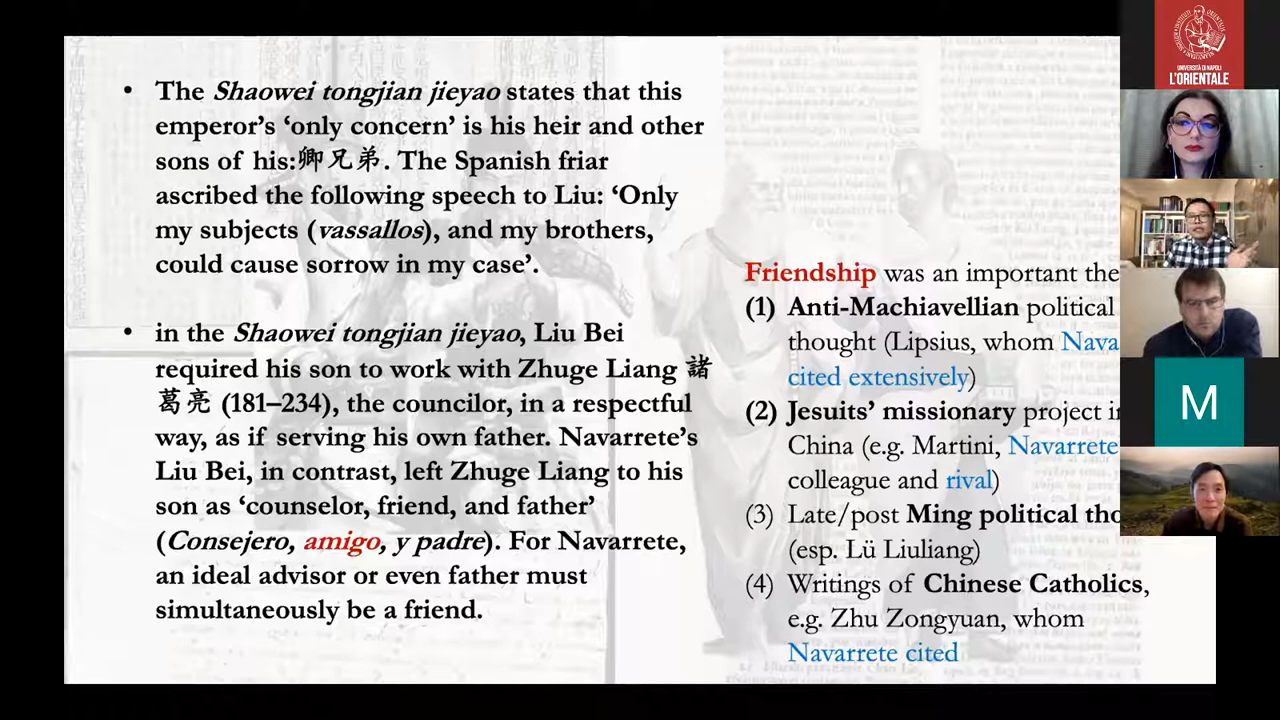 • The Shaowei tongjian jieyao states that this
emperor's 'only concern' is his heir and other
sons of his:卿兄弟. The Spanish friar
ascribed the following speech to Liu: 'Only
my subjects (vassallos), and my brothers,
could cause sorrow in my case'.
• in the Shaowei tongjian jieyao, Liu Bei
required his son to work with Zhuge Liang 諸
葛亮 (181–234), the councilor, in a respectful
way, as if serving his own father. Navarrete's
Liu Bei, in contrast, left Zhuge Liang to his
son as 'counselor, friend, and father'
(Consejero, amigo, y padre). For Navarrete,
an ideal advisor or even father must
simultaneously be a friend.
Friendship was an important the
(1) Anti-Machiavellian political
thought (Lipsius, whom Nava
cited extensively)
(2) Jesuits' missionary project in
China (e.g. Martini, Navarrete
colleague and rival)
(3) Late/post Ming political tho
(esp. Lü Liuliang)
(4) Writings of Chinese Catholics,
e.g. Zhu Zongyuan, whom
Navarrete cited
UNIVERSITÀ DI NAPOLI
L'ORIENTALE
M